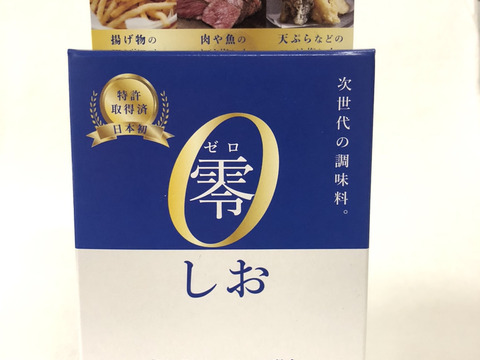 揚げ物の
肉や魚の
天ぷらなどの
特許
取得済
日本初
次世代の調味料。
ゼロ
零
しお